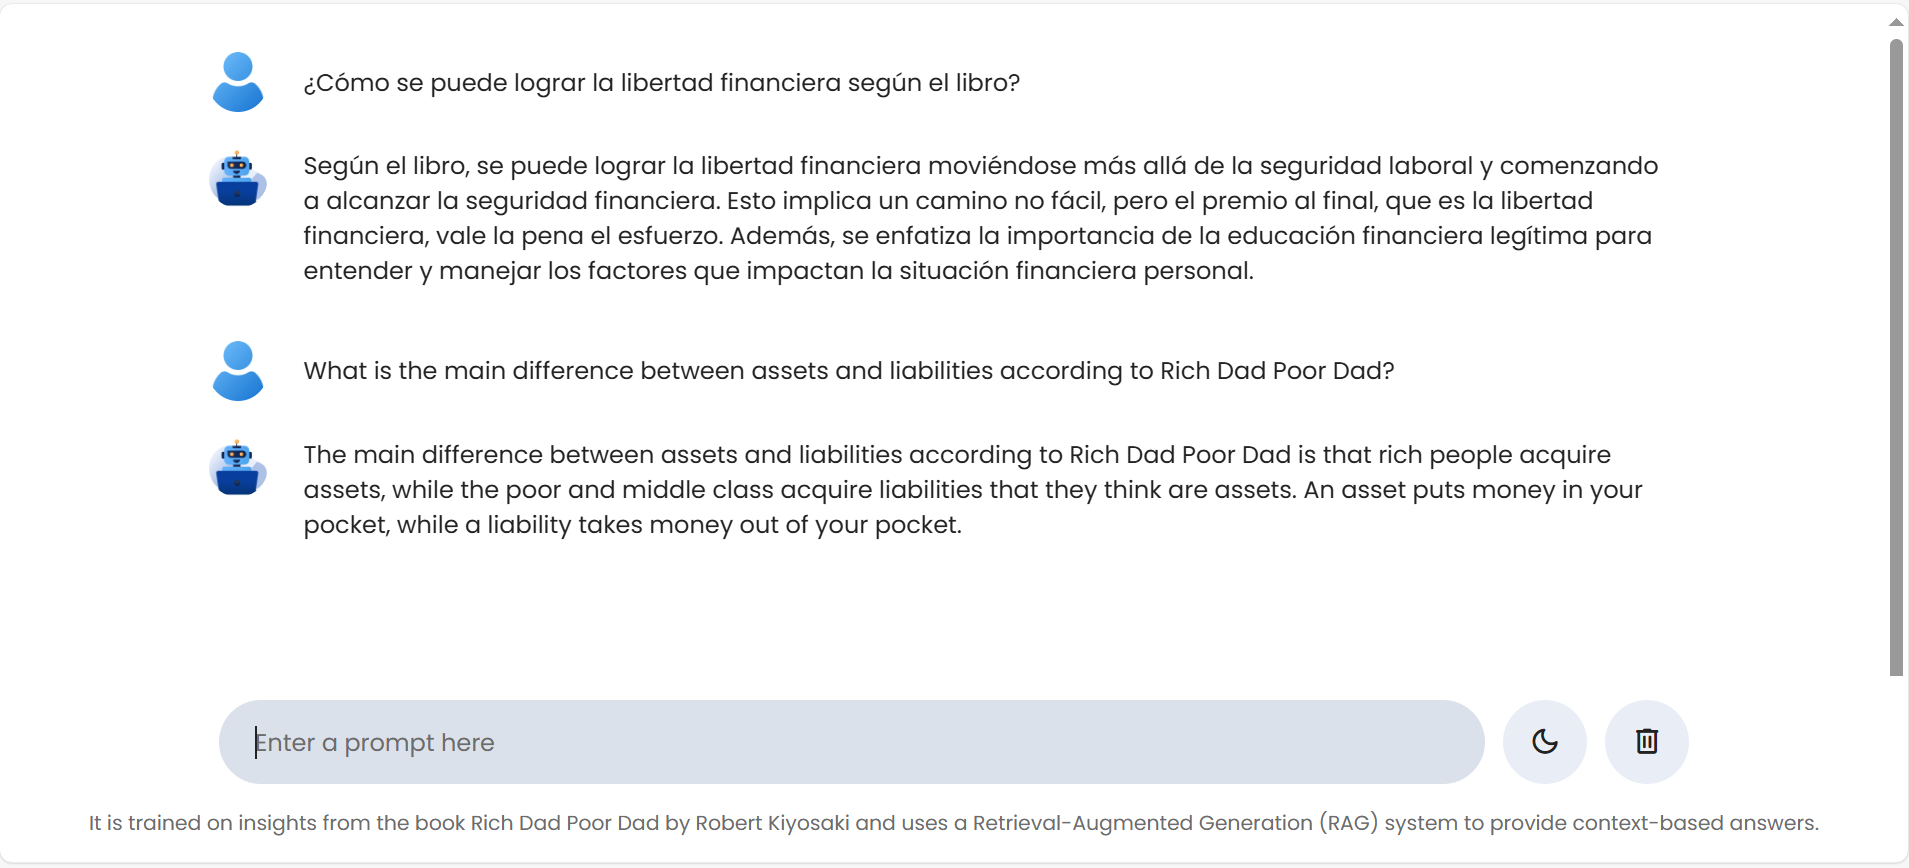 ¿Cómo se puede lograr la libertad financiera según el libro?
Según el libro, se puede lograr la libertad financiera moviéndose más allá de la seguridad laboral y comenzando
a alcanzar la seguridad financiera. Esto implica un camino no fácil, pero el premio al final, que es la libertad
financiera, vale la pena el esfuerzo. Además, se enfatiza la importancia de la educación financiera legítima para
entender y manejar los factores que impactan la situación financiera personal.
What is the main difference between assets and liabilities according to Rich Dad Poor Dad?
The main difference between assets and liabilities according to Rich Dad Poor Dad is that rich people acquire
assets, while the poor and middle class acquire liabilities that they think are assets. An asset puts money in your
pocket, while a liability takes money out of your pocket.
Enter a prompt here
It is trained on insights from the book Rich Dad Poor Dad by Robert Kiyosaki and uses a Retrieval-Augmented Generation (RAG) system to provide context-based answers.